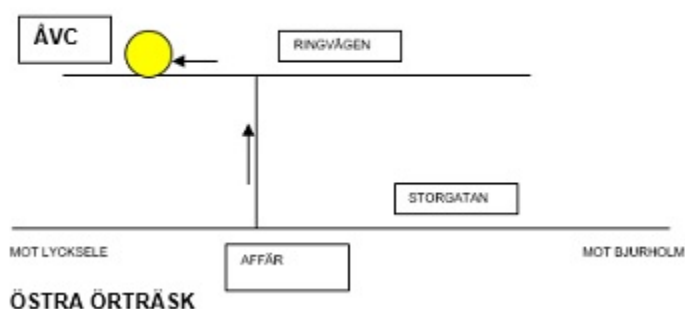 ÅVC
RINGVÄGEN
STORGATAN
MOT LYCKSELE
AFFÄR
MOT BJURHOLM
ÖSTRA ÖRTRÄSK